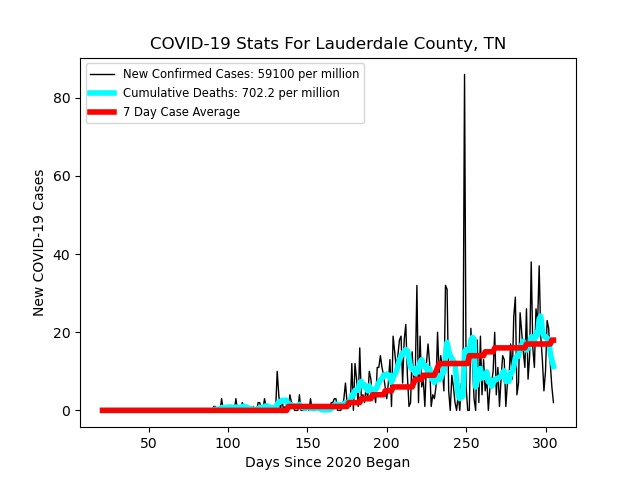 COVID-19 Stats For Lauderdale County, TN
New Confirmed Cases: 59100 per million
Cumulative Deaths: 702.2 per million
7 Day Case Average
New COVID-19 Cases
80
60
40
20
0
50 100 150 200 250 300
Days Since 2020 Began